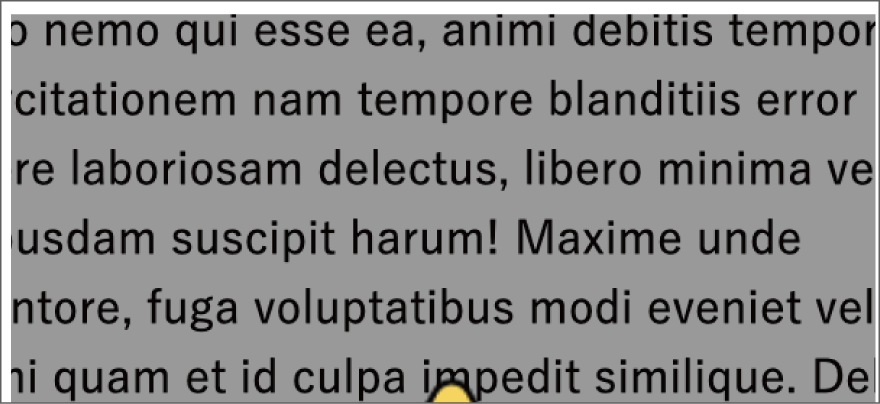 o nemo qui esse ea, animi debitis tempor
citationem nam tempore blanditiis error
re laboriosam delectus, libero minima ve
usdam suscipit harum! Maxime unde
ntore, fuga voluptatibus modi eveniet vel
ni quam et id culpa impedit similique. Del